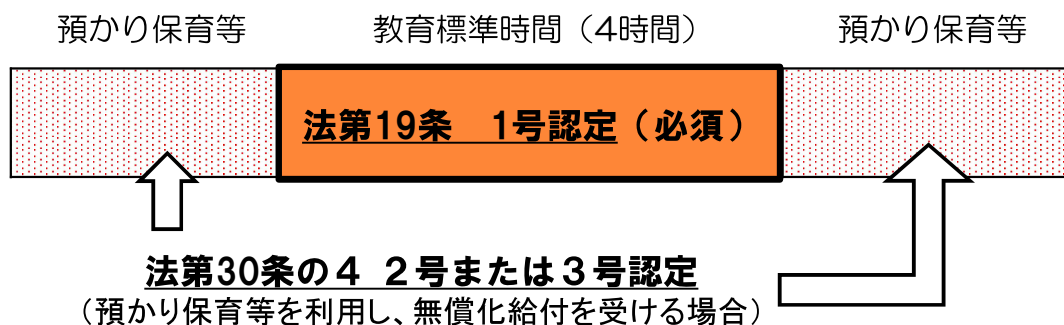 預かり保育等 教育標準時間（4時間） 預かり保育等
法第19条　1号認定（必須）
法第30条の４ ２号または３号認定
（預かり保育等を利用し、無償化給付を受ける場合）